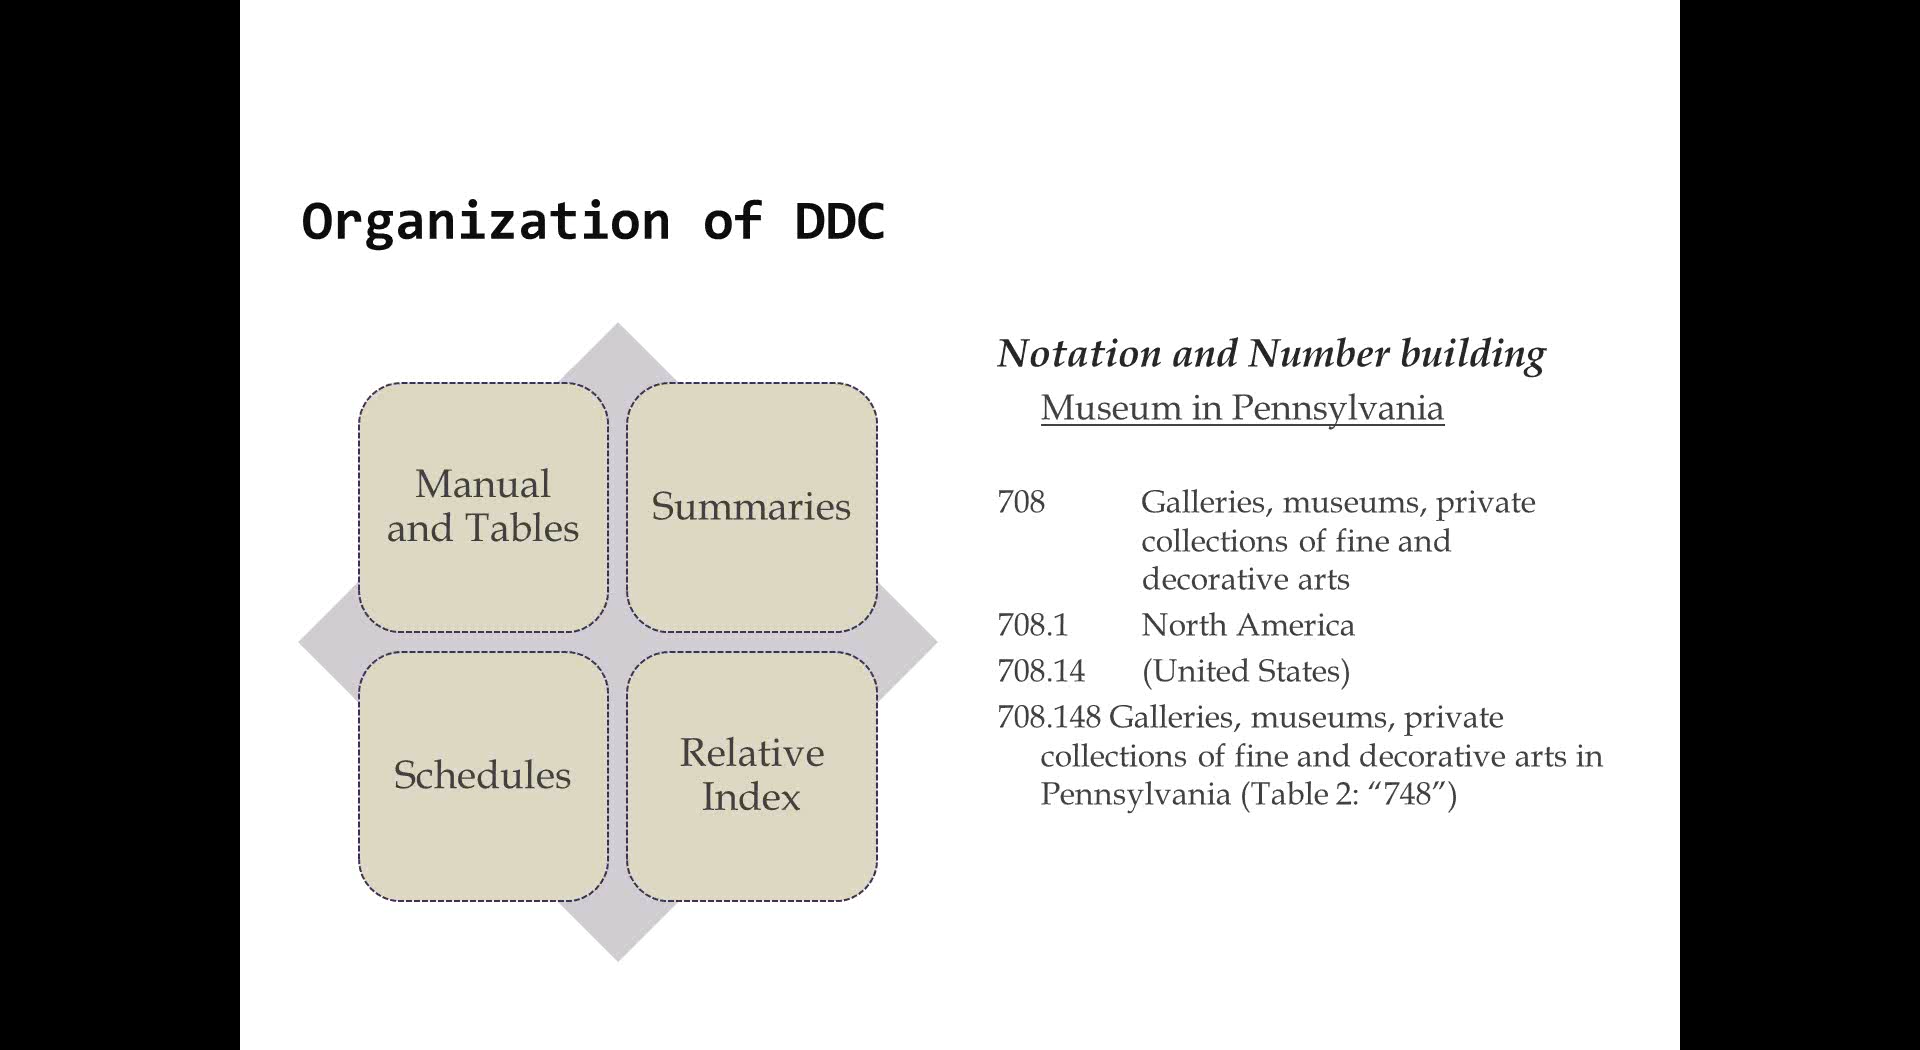 Organization of DDC
Manual
and Tables
Summaries
Schedules
Relative
Index
Notation and Number building
Museum in Pennsylvania
708 Galleries, museums, private
collections of fine and
decorative arts
708.1 North America
708.14 (United States)
708.148 Galleries, museums, private
collections of fine and decorative arts in
Pennsylvania (Table 2: “748”)